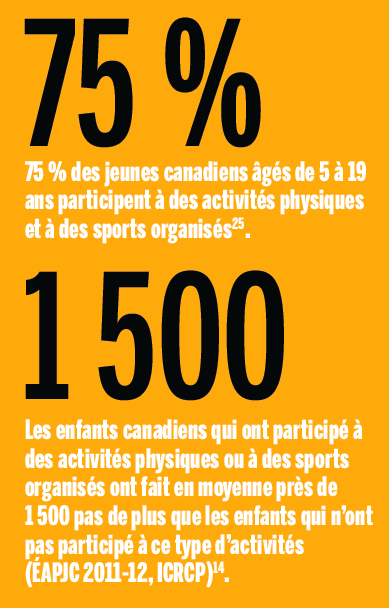 75 %
75 % des jeunes canadiens âgés de 5 à 19
ans participent à des activités physiques
et à des sports organisés²⁵.
1 500
Les enfants canadiens qui ont participé à
des activités physiques ou à des sports
organisés ont fait en moyenne près de
1 500 pas de plus que les enfants qui n’ont
pas participé à ce type d’activités
(ÉAPJC 2011-12, ICRCP)¹⁴.